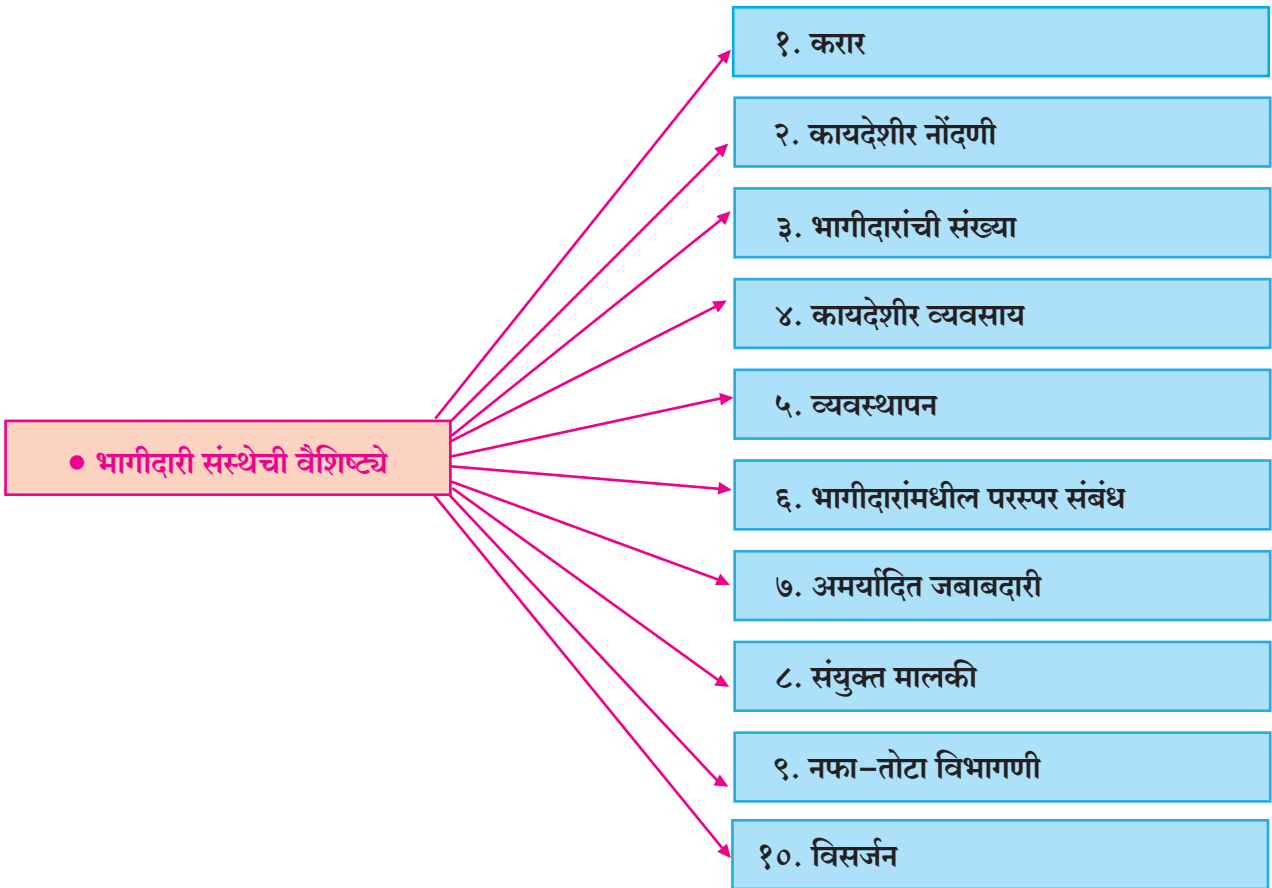 • भागीदारी संस्थेची वैशिष्ट्ये
१. करार
२. कायदेशीर नोंदणी
३. भागीदारांची संख्या
४. कायदेशीर व्यवसाय
५. व्यवस्थापन
६. भागीदारांमधील परस्पर संबंध
७. अमर्यादित जबाबदारी
८. संयुक्त मालकी
९. नफा-तोटा विभागणी
१०. विसर्जन